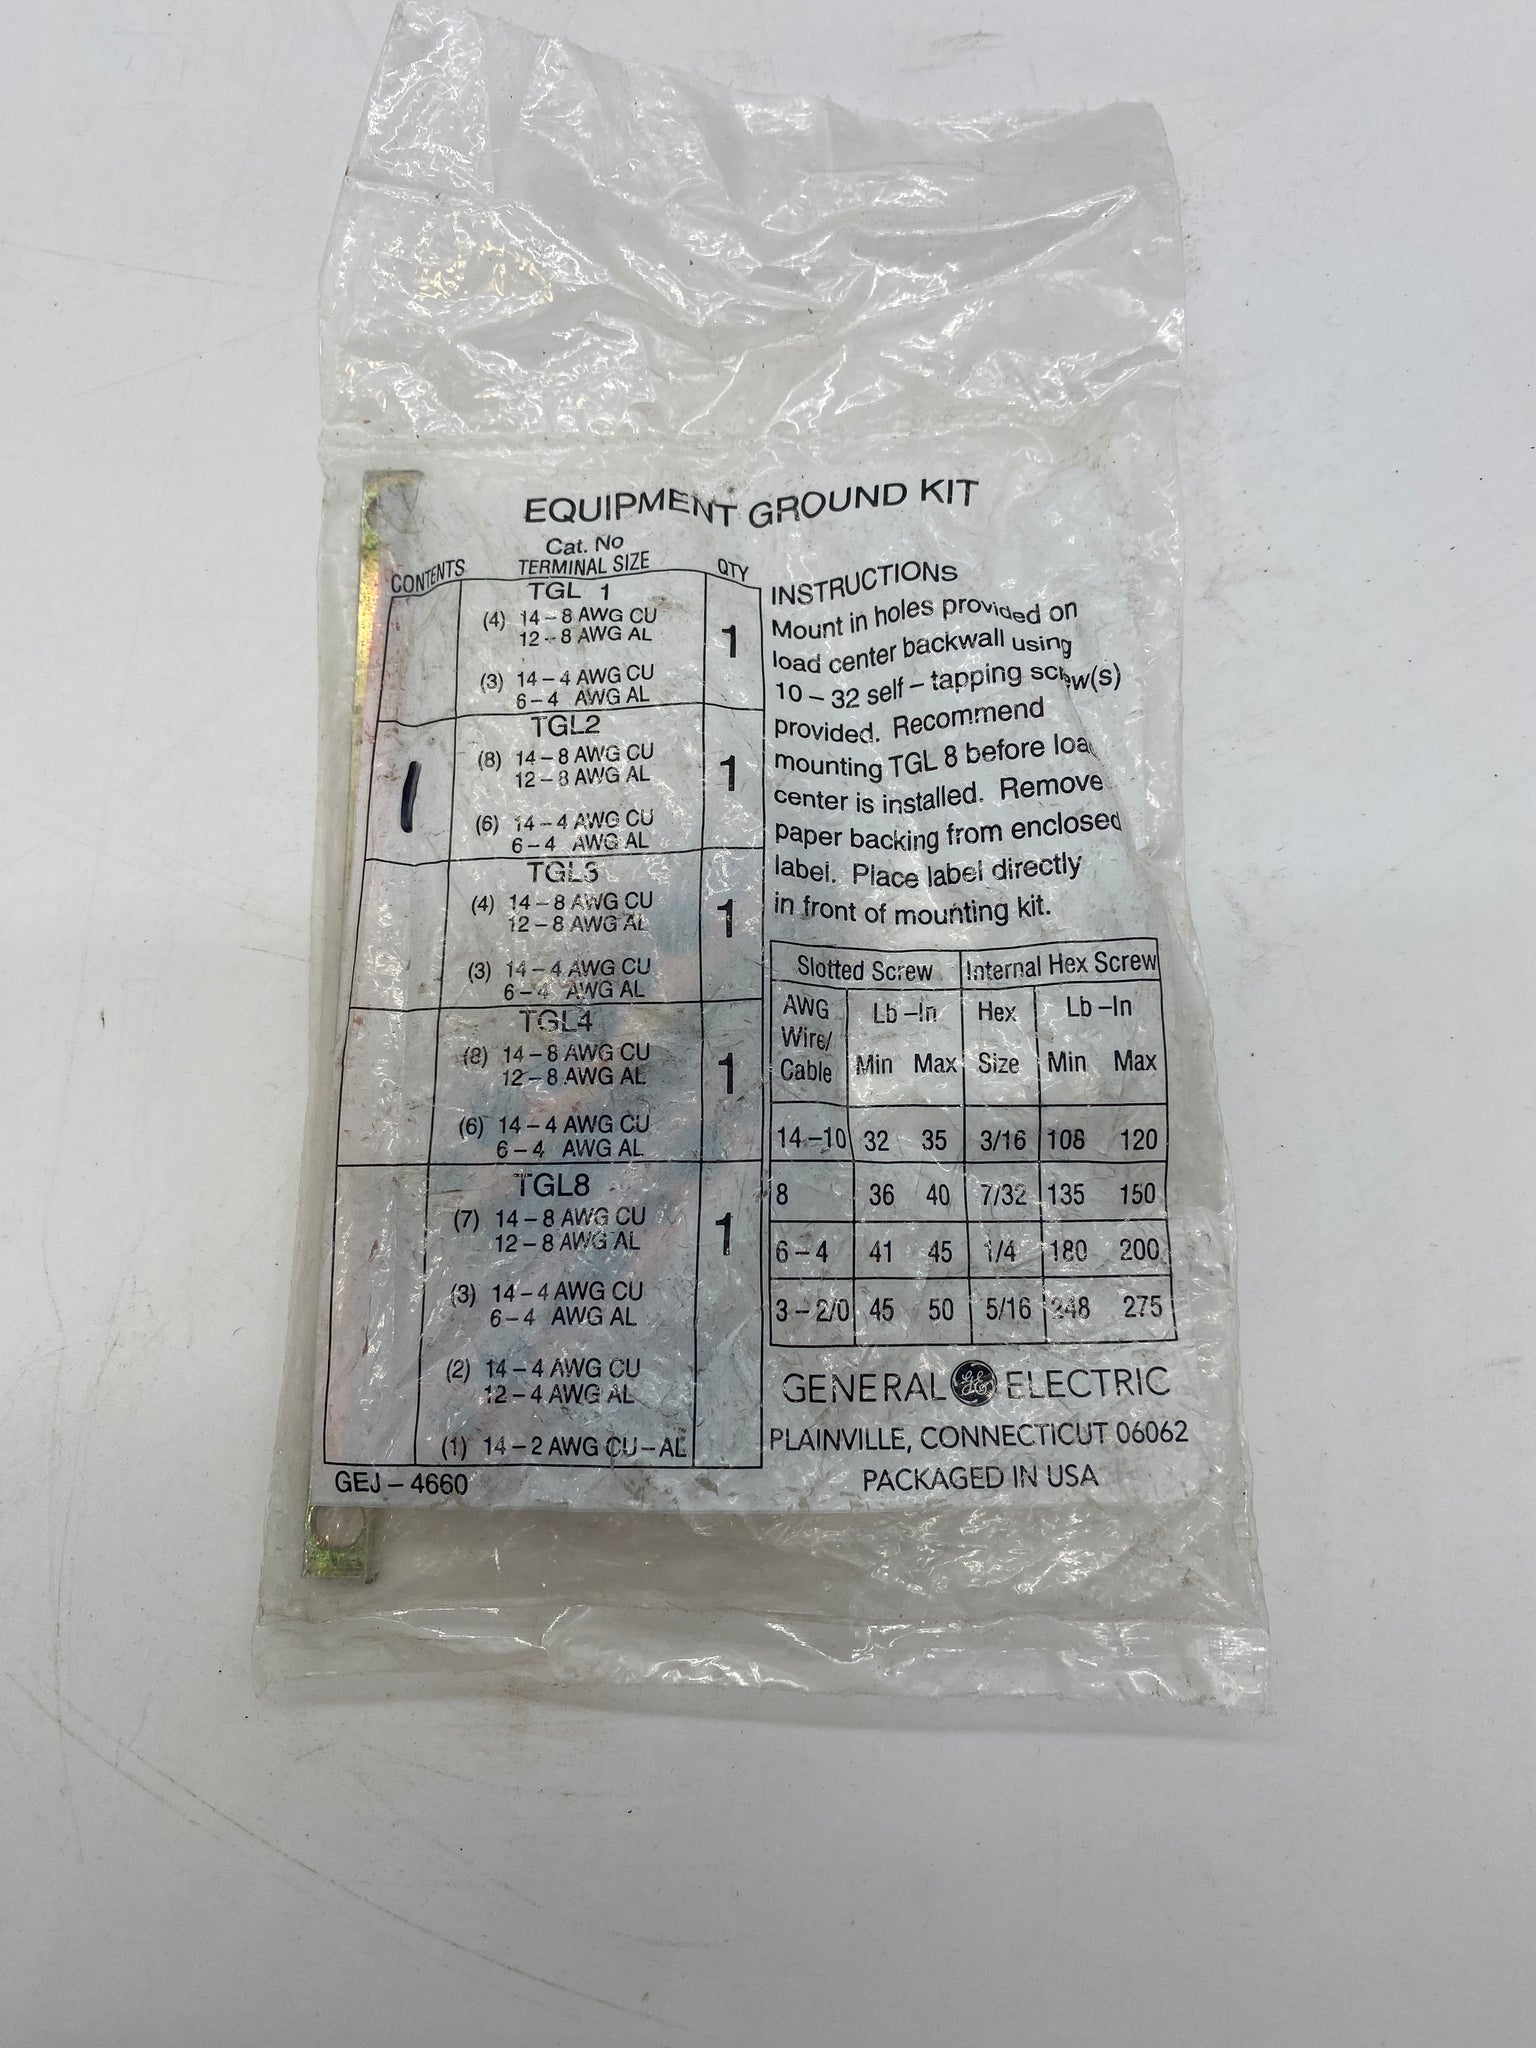 EQUIPMENT GROUND KIT
Cat. No
CONTENTS TERMINAL SIZE QTY
TGL 1
(4) 14-8 AWG CU
12-8 AWG AL
1
(3) 14-4 AWG CU
6-4 AWG AL
TGL2
(8) 14-8 AWG CU
12-8 AWG AL
1
1
(6) 14-4 AWG CU
6-4 AWG AL
TGL3
(4) 14-8 AWG CU
12-8 AWG AL
1
(3) 14-4 AWG CU
6-4 AWG AL
TGL4
(8) 14-8 AWG CU
12-8 AWG AL
1
(6) 14-4 AWG CU
6-4 AWG AL
TGL8
(7) 14-8 AWG CU
12-8 AWG AL
1
(3) 14-4 AWG CU
6-4 AWG AL
(2) 14-4 AWG CU
12-4 AWG AL
(1) 14-2 AWG CU-AL
GEJ-4660
INSTRUCTIONS
Mount in holes provided on
load center backwall using
10-32 self-tapping screw(s)
provided. Recommend
mounting TGL 8 before load
center is installed. Remove
paper backing from enclosed
label. Place label directly
in front of mounting kit.
Slotted Screw Internal Hex Screw
AWG Lb-In Hex Lb-In
Wire/
Cable Min Max Size Min Max
14-10 32 35 3/16 108 120
8 36 40 7/32 135 150
6-4 41 45 1/4 180 200
3-2/0 45 50 5/16 248 275
GENERAL GE ELECTRIC
PLAINVILLE, CONNECTICUT 06062
PACKAGED IN USA